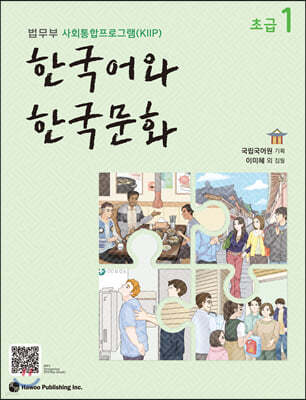 법무부 사회통합프로그램(KIIP)
초급 1
한국어와
한국문화
국립국어원 기획
이미혜 외 집필
Hawoo Publishing Inc.